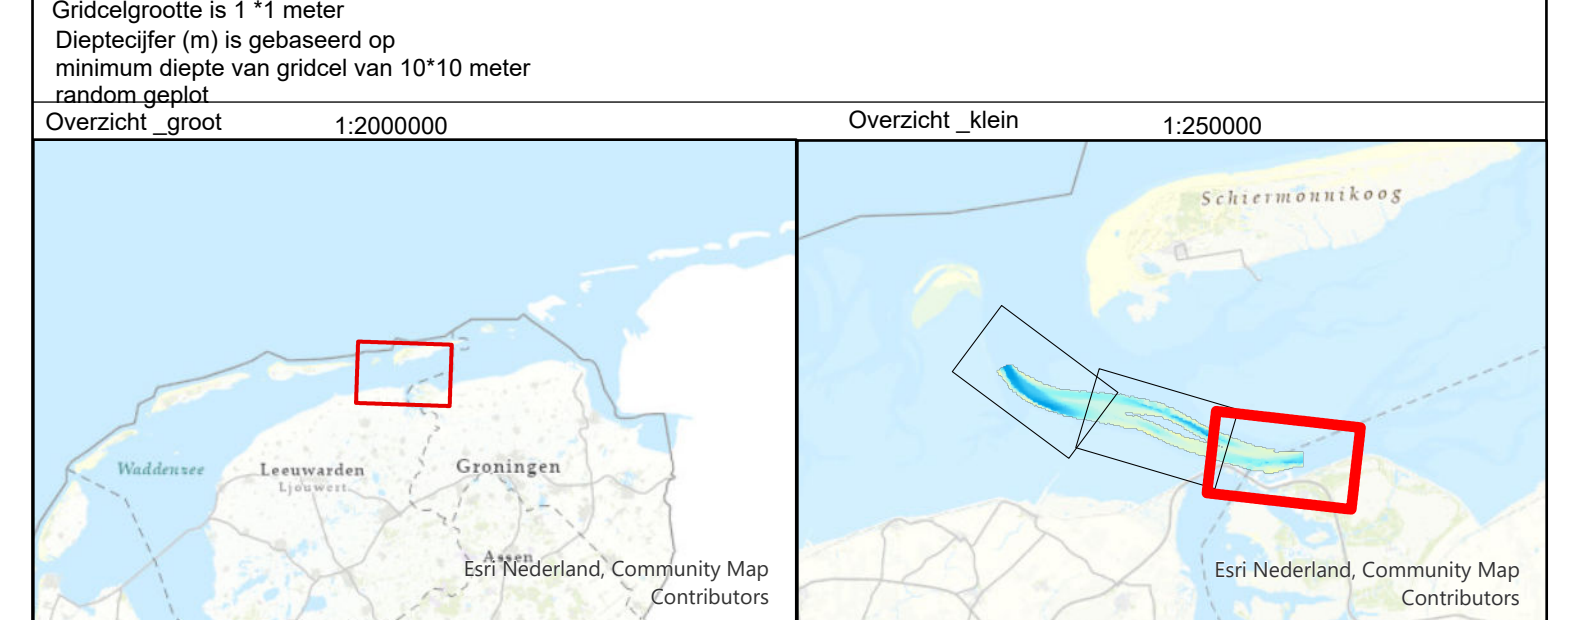 Gridcelgrootte is 1 *1 meter
Dieptecijfer (m) is gebaseerd op
minimum diepte van gridcel van 10*10 meter
random geplot
Overzicht _groot 1:2000000
Overzicht _klein 1:250000
Waddenzee
Leeuwarden
Ljouwert
Groningen
Assen
Esri Nederland, Community Map
Contributors
Schiermonnikoog
Esri Nederland, Community Map
Contributors